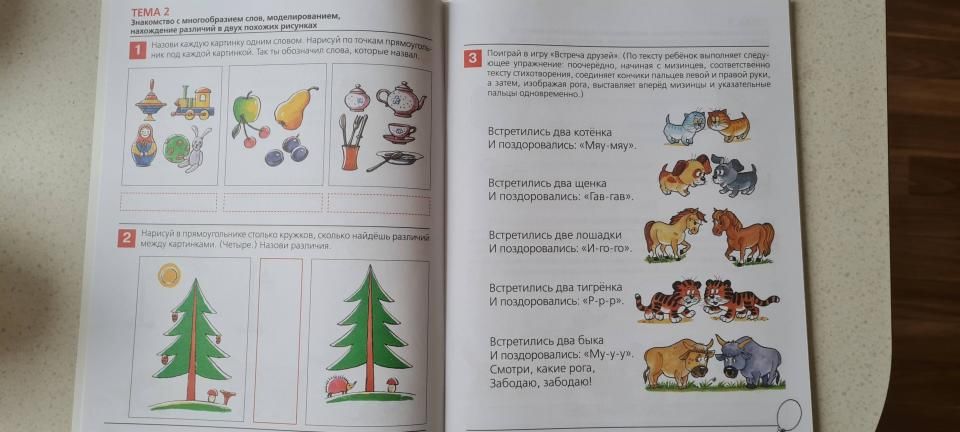 ТЕМА 2
Знакомство с многообразием слов, моделированием,
нахождение различий в двух похожих рисунках
1 Назови каждую картинку одним словом. Нарисуй по точкам прямоуголь-
ник под каждой картинкой. Так ты обозначил слова, которые назвал.
2 Нарисуй в прямоугольнике столько кружков, сколько найдёшь различий
между картинками. (Четыре.) Назови различия.
3 Поиграй в игру «Встреча друзей». (По тексту ребёнок выполняет следу-
ющее упражнение: поочерёдно, начиная с мизинцев, соответственно
тексту стихотворения, соединяет кончики пальцев левой и правой руки,
а затем, изображая рога, выставляет вперёд мизинцы и указательные
пальцы одновременно.)
Встретились два котёнка
И поздоровались: «Мяу-мяу».
Встретились два щенка
И поздоровались: «Гав-гав».
Встретились две лошадки
И поздоровались: «И-го-го».
Встретились два тигрёнка
И поздоровались: «Р-р-р».
Встретились два быка
И поздоровались: «Му-у-у».
Смотри, какие рога,
Забодаю, забодаю!